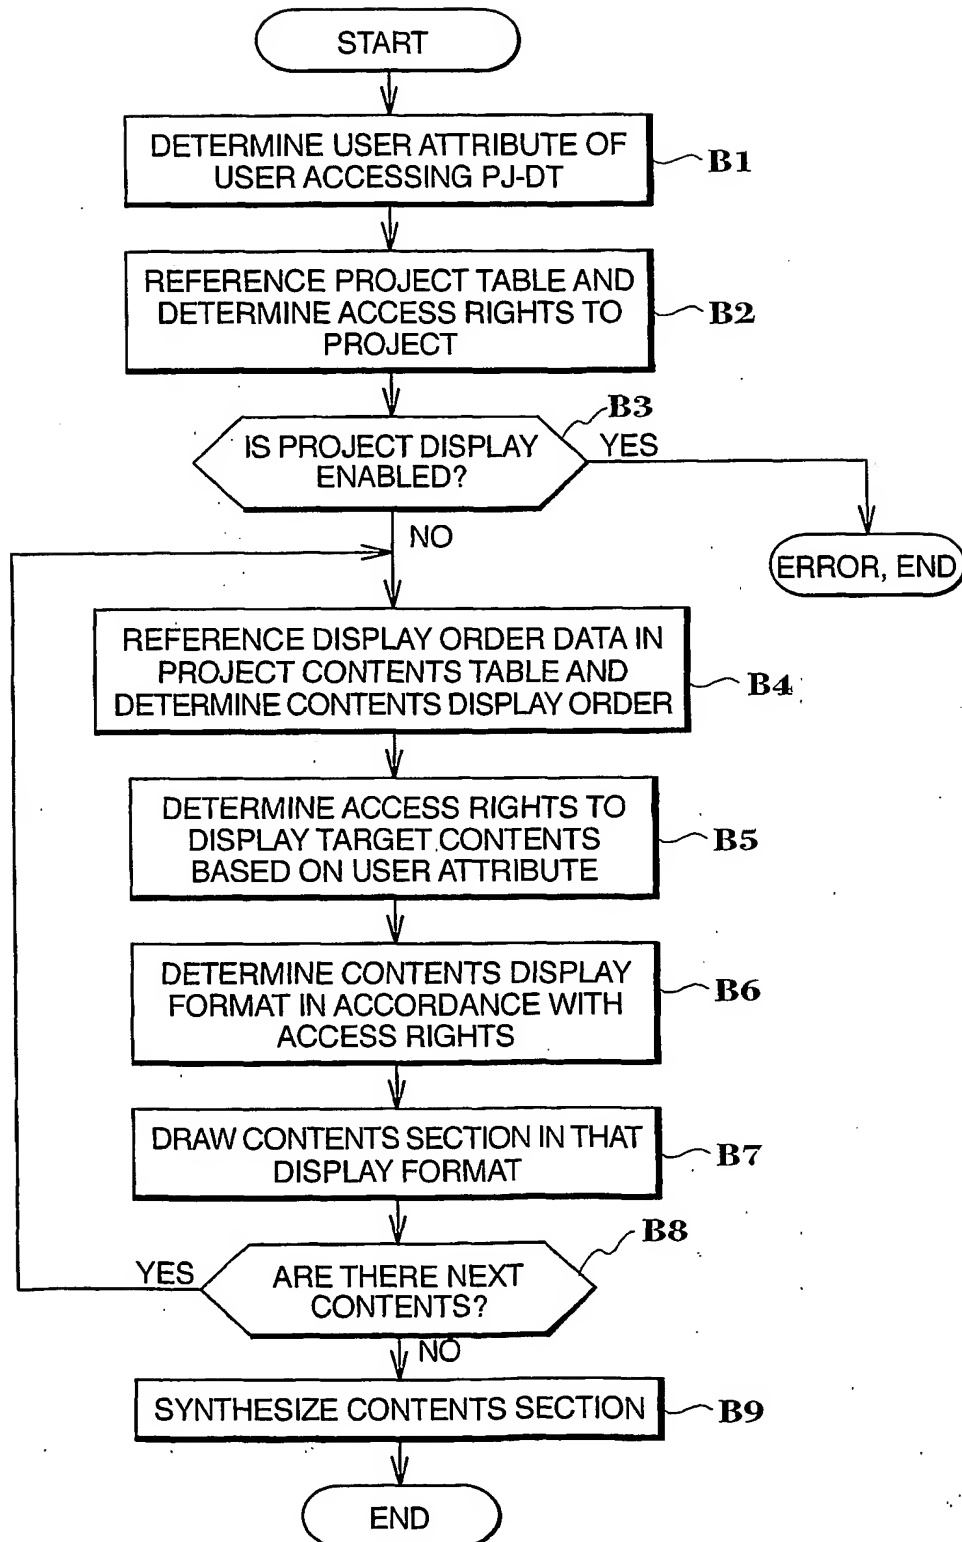 START
DETERMINE USER ATTRIBUTE OF
USER ACCESSING PJ-DT
B1
REFERENCE PROJECT TABLE AND
DETERMINE ACCESS RIGHTS TO
PROJECT
B2
B3
IS PROJECT DISPLAY
ENABLED?
YES
NO
ERROR, END
REFERENCE DISPLAY ORDER DATA IN
PROJECT CONTENTS TABLE AND
DETERMINE CONTENTS DISPLAY ORDER
B4
DETERMINE ACCESS RIGHTS TO
DISPLAY TARGET CONTENTS
BASED ON USER ATTRIBUTE
B5
DETERMINE CONTENTS DISPLAY
FORMAT IN ACCORDANCE WITH
ACCESS RIGHTS
B6
DRAW CONTENTS SECTION IN THAT
DISPLAY FORMAT
B7
B8
YES
ARE THERE NEXT
CONTENTS?
NO
SYNTHESIZE CONTENTS SECTION
B9
END